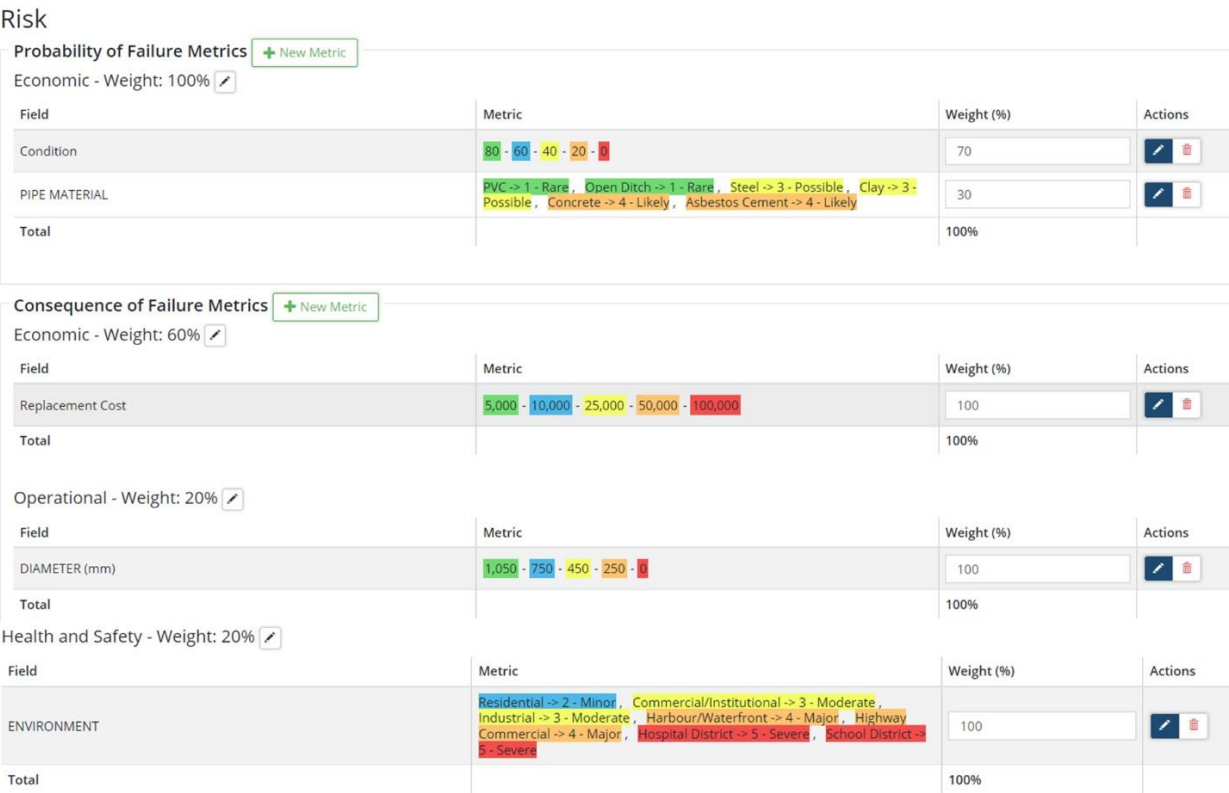 Risk
Probability of Failure Metrics + New Metric
Economic - Weight: 100%
Field Metric Weight (%) Actions
Condition 80 - 60 - 40 - 20 - 0 70
PIPE MATERIAL PVC -> 1 - Rare , Open Ditch -> 1 - Rare , Steel -> 3 - Possible , Clay -> 3 - 30
Possible , Concrete -> 4 - Likely , Asbestos Cement -> 4 - Likely
Total 100%
Consequence of Failure Metrics + New Metric
Economic - Weight: 60%
Field Metric Weight (%) Actions
Replacement Cost 5,000 - 10,000 - 25,000 - 50,000 - 100,000 100
Total 100%
Operational - Weight: 20%
Field Metric Weight (%) Actions
DIAMETER (mm) 1,050 - 750 - 450 - 250 - 0 100
Total 100%
Health and Safety - Weight: 20%
Field Metric Weight (%) Actions
Residential -> 2 - Minor , Commercial/Institutional -> 3 - Moderate ,
ENVIRONMENT Industrial -> 3 - Moderate , Harbour/Waterfront -> 4 - Major , Highway 100
Commercial -> 4 - Major , Hospital District -> 5 - Severe , School District ->
5 - Severe
Total 100%